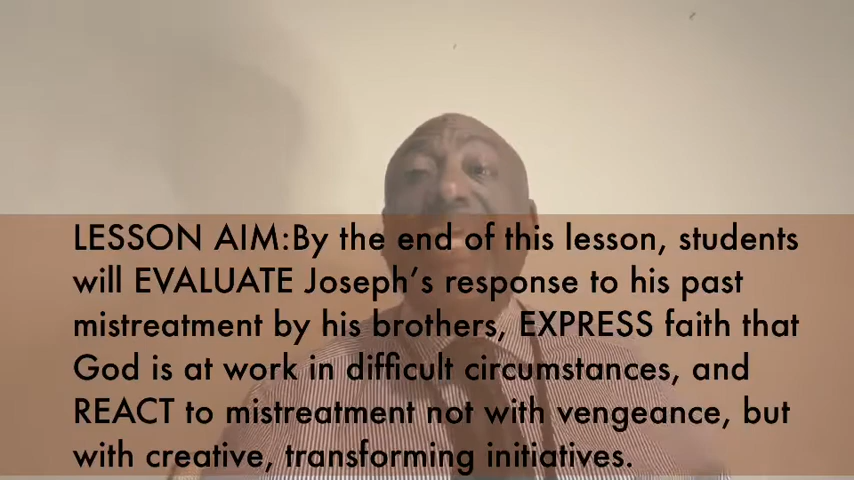 LESSON AIM:By the end of this lesson, students
will EVALUATE Joseph’s response to his past
mistreatment by his brothers, EXPRESS faith that
God is at work in difficult circumstances, and
REACT to mistreatment not with vengeance, but
with creative, transforming initiatives.